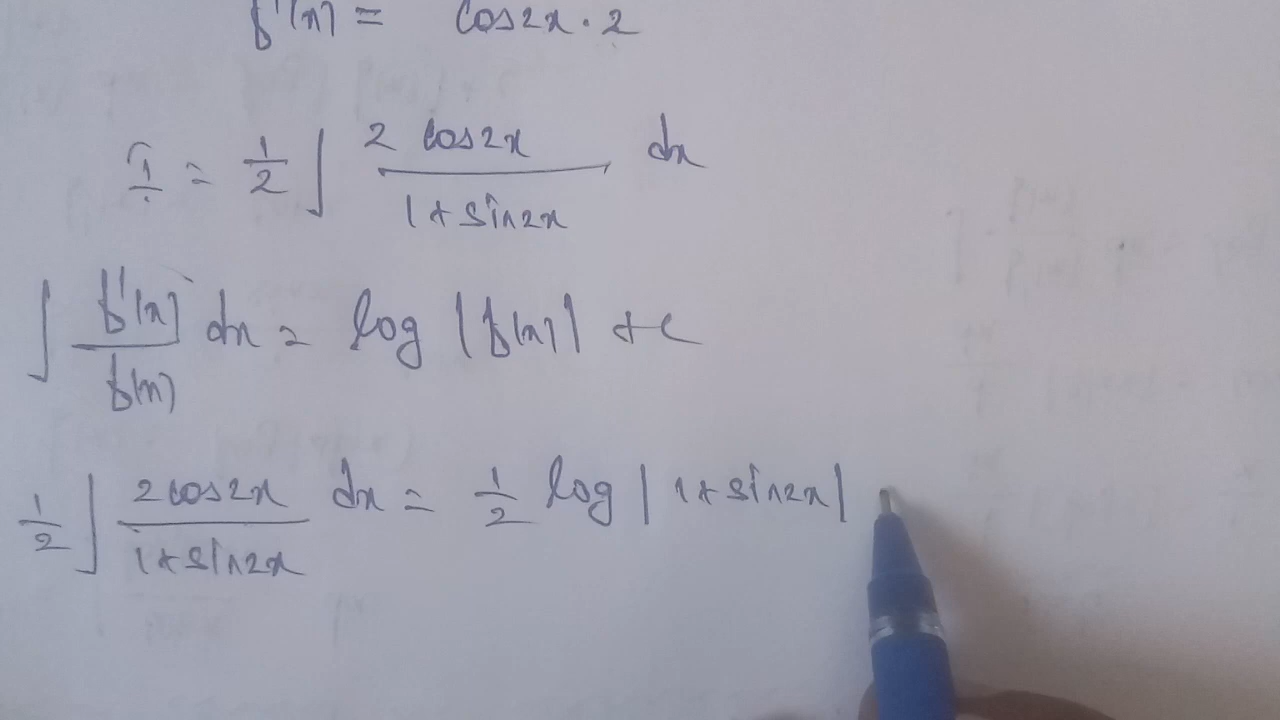 f'(x) = cos2x · 2
I = 1/2 ∫ 2 cos2x / 1+sin2x dx
∫ f'(x) / f(x) dx = log |f(x)| + c
1/2 ∫ 2cos2x / 1+sin2x dx = 1/2 log | 1+sin2x |